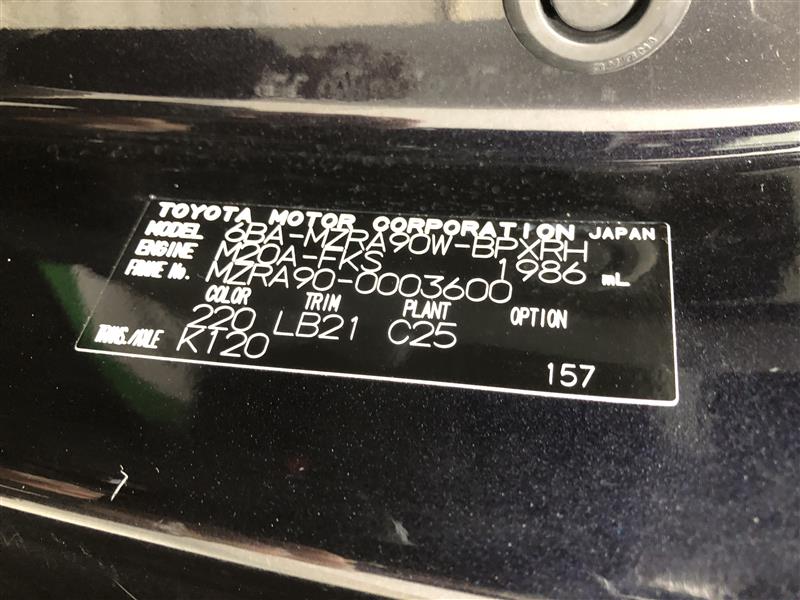 TOYOTA MOTOR CORPORATION JAPAN
MODEL 6BA-MZRA90W-BPXRH
ENGINE M20A-FKS 1986 mL
FRAME No. MZRA90-0003600
COLOR TRIM PLANT OPTION
220 LB21 C25
TRANS./AXLE K120
157